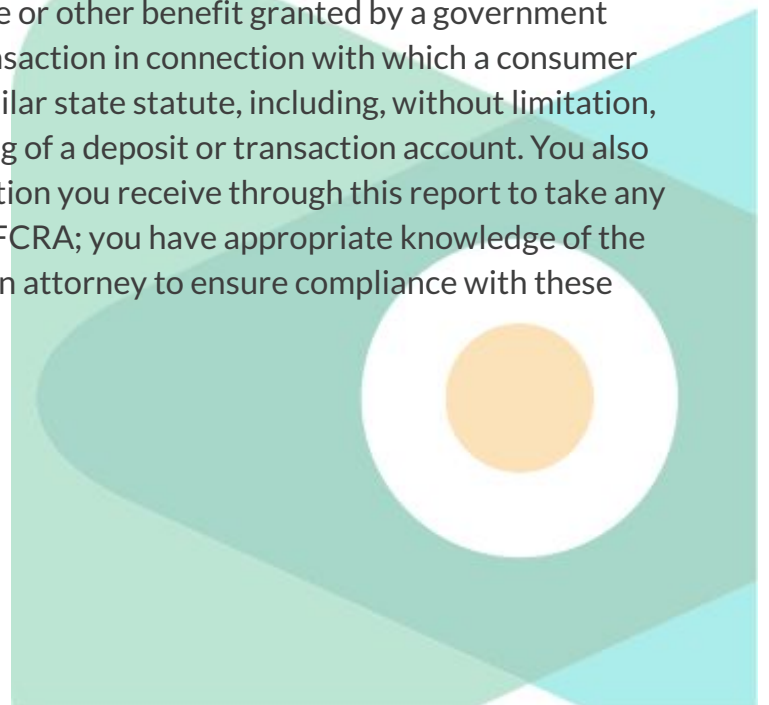 e or other benefit granted by a government
nsaction in connection with which a consumer
ilar state statute, including, without limitation,
g of a deposit or transaction account. You also
tion you receive through this report to take any
FCRA; you have appropriate knowledge of the
n attorney to ensure compliance with these